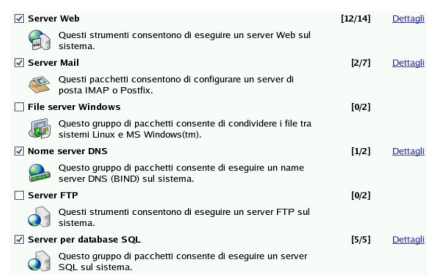 Server Web [12/14] Dettagli
Questi strumenti consentono di eseguire un server Web sul
sistema.
Server Mail [2/7] Dettagli
Questi pacchetti consentono di configurare un server di
posta IMAP o Postfix.
File server Windows [0/2]
Questo gruppo di pacchetti consente di condividere i file tra
sistemi Linux e MS Windows(tm).
Nome server DNS [1/2] Dettagli
Questo gruppo di pacchetti consente di eseguire un name
server DNS (BIND) sul sistema.
Server FTP [0/2]
Questi strumenti consentono di eseguire un server FTP sul
sistema.
Server per database SQL [5/5] Dettagli
Questo gruppo di pacchetti consente di eseguire un server
SQL sul sistema.